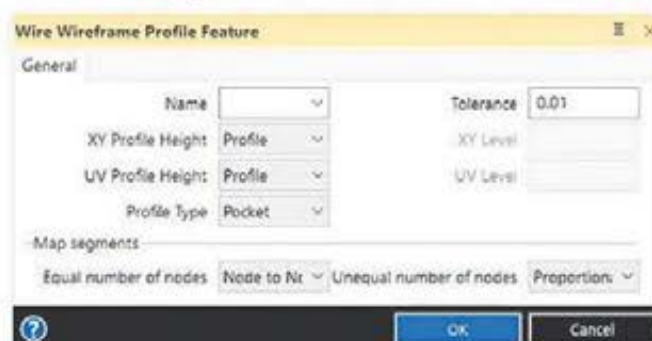 Wire Wireframe Profile Feature
General
Name Tolerance 0.01
XY Profile Height Profile XY Level
UV Profile Height Profile UV Level
Profile Type Pocket
Map segments
Equal number of nodes Node to Nc Unequal number of nodes Proportion:
? OK Cancel